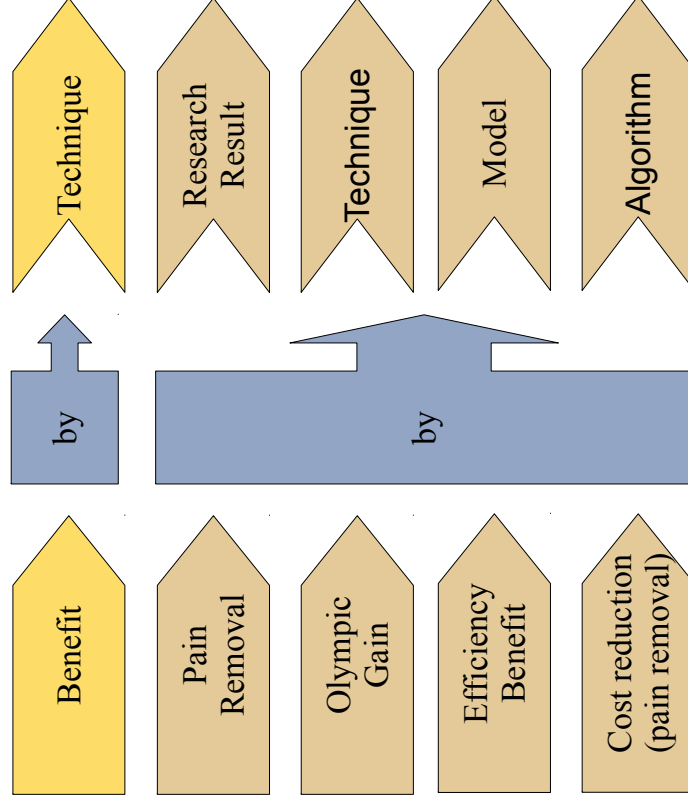 Benefit
by
Technique
Pain
Removal
Olympic
Gain
Efficiency
Benefit
Cost reduction
(pain removal)
by
Research
Result
Technique
Model
Algorithm